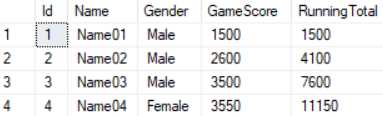 Id Name Gender GameScore RunningTotal
1 1 Name01 Male 1500 1500
2 2 Name02 Male 2600 4100
3 3 Name03 Male 3500 7600
4 4 Name04 Female 3550 11150